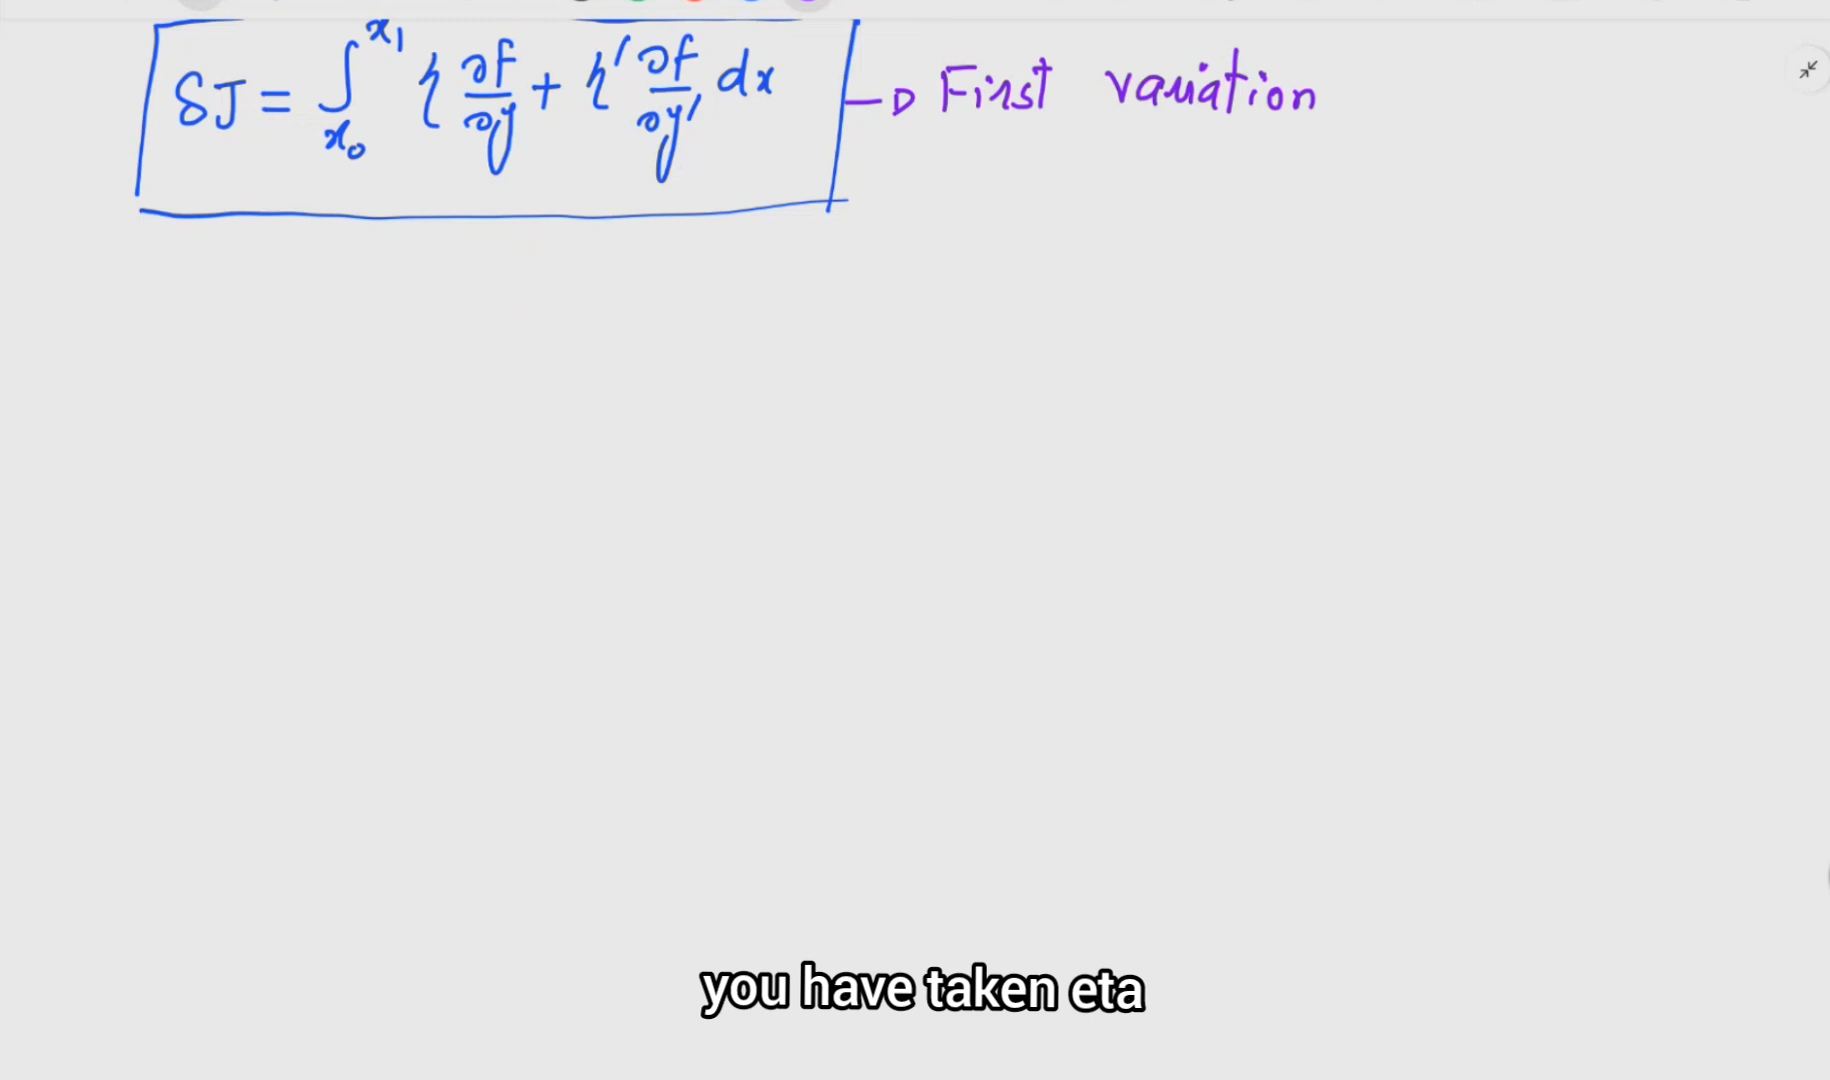 δJ = ∫_{x₀}^{x₁} η ∂f/∂y + η' ∂f/∂y' dx → First variation
you have taken eta